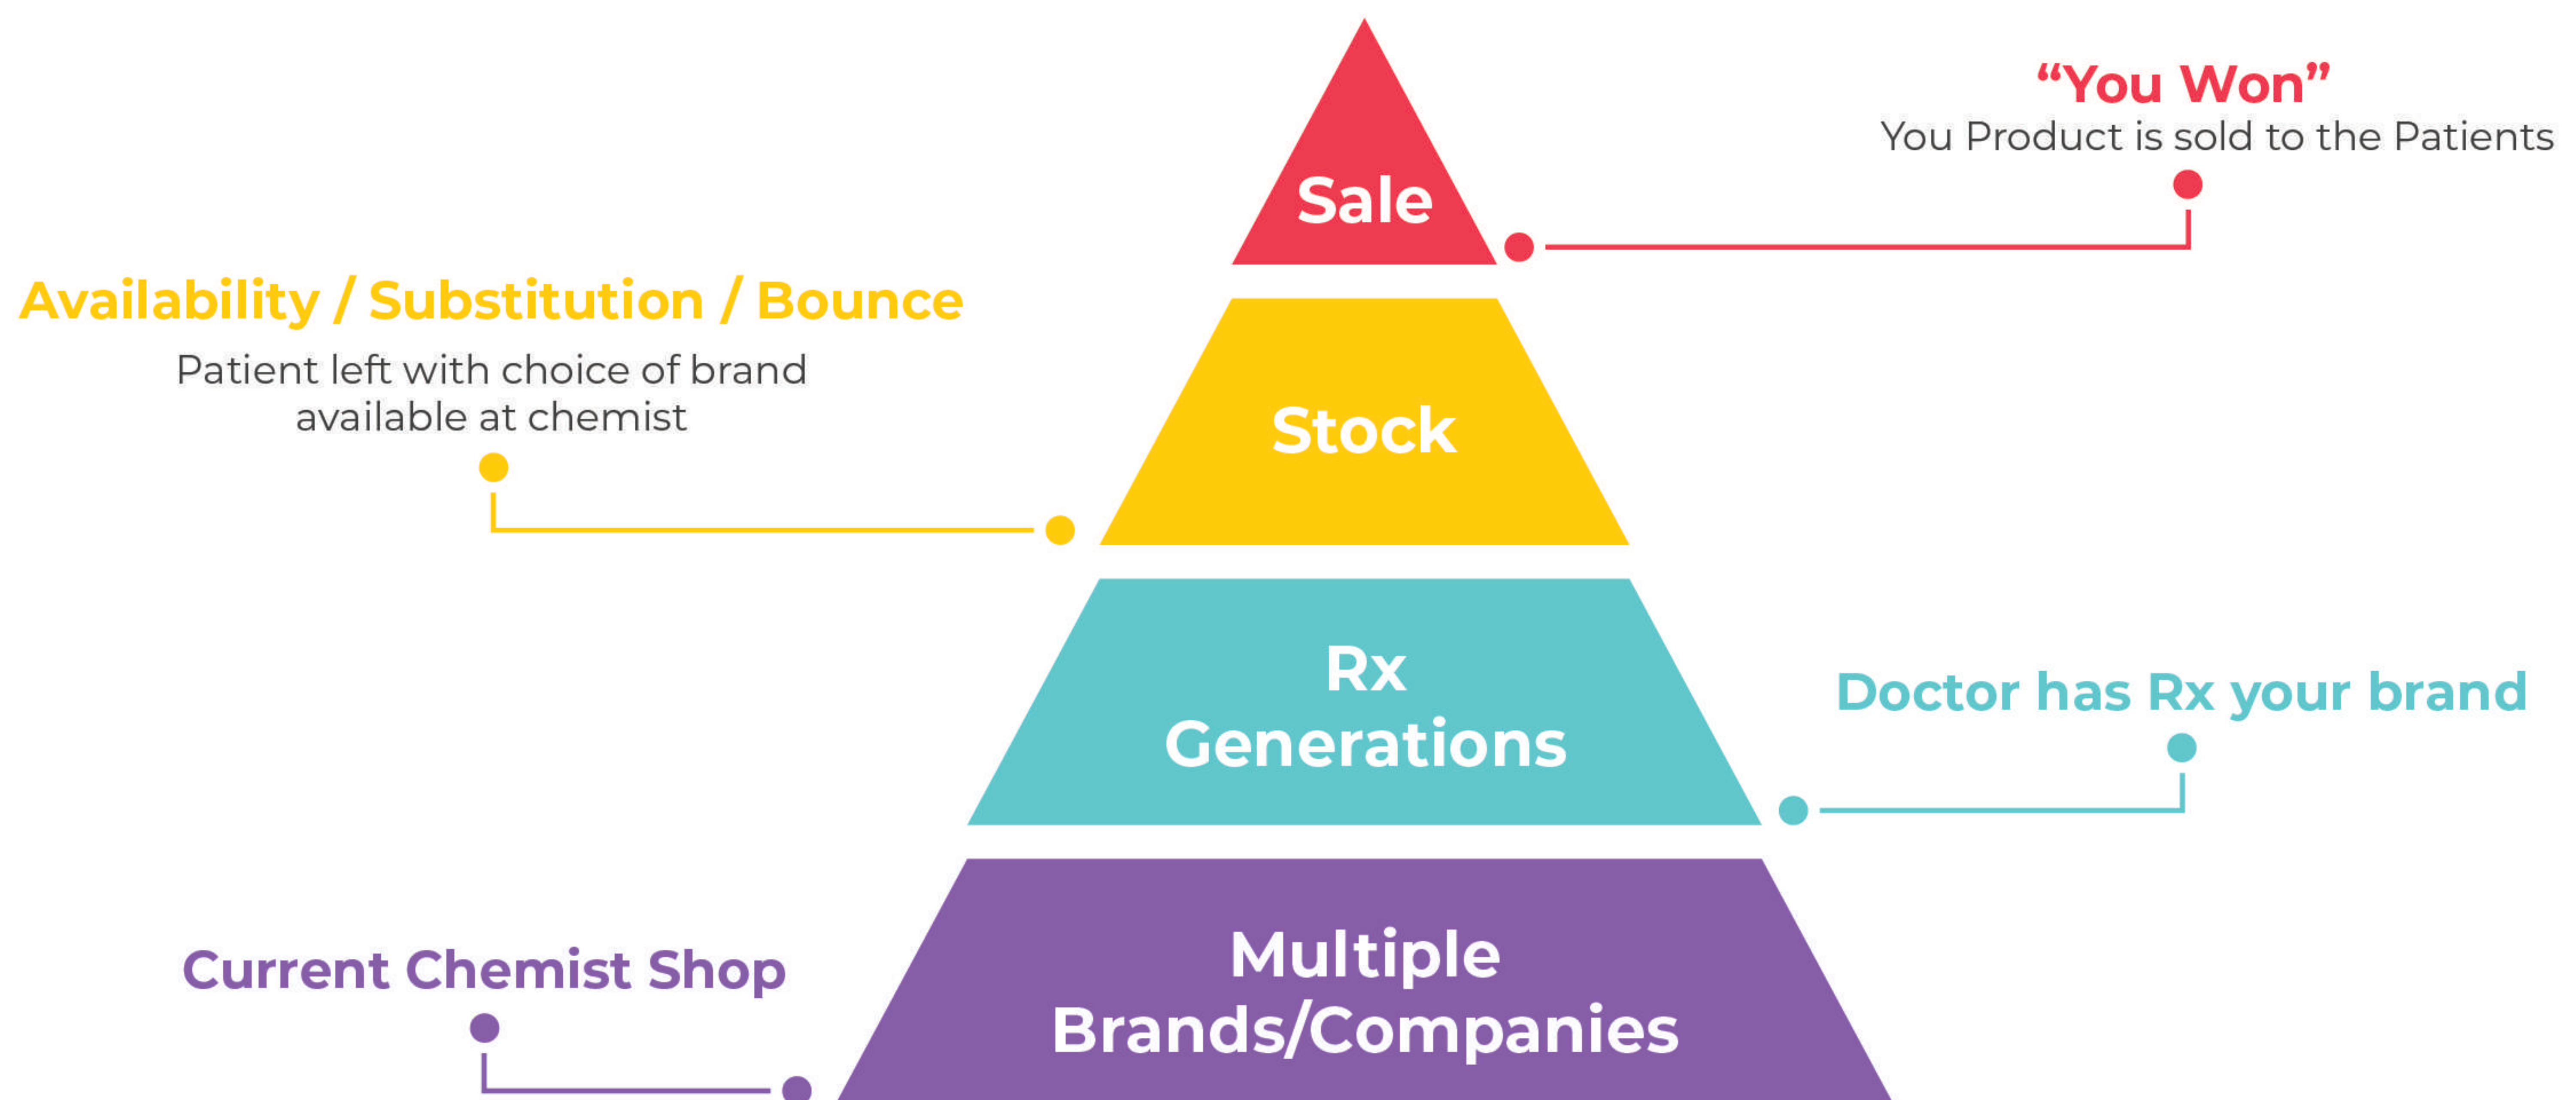 “You Won”
You Product is sold to the Patients
Sale
Availability / Substitution / Bounce
Patient left with choice of brand
available at chemist
Stock
Rx
Generations
Doctor has Rx your brand
Multiple
Brands/Companies
Current Chemist Shop